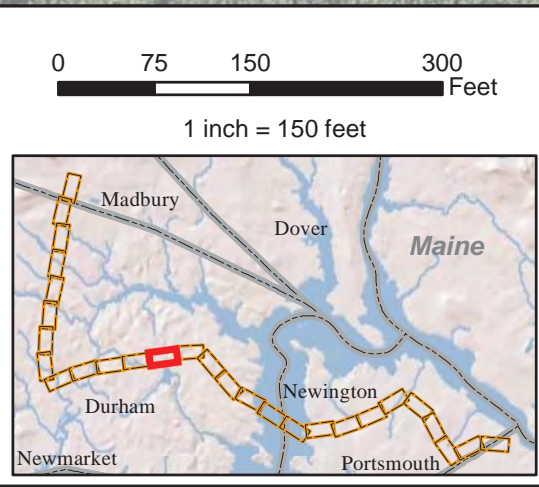 0 75 150 300
Feet
1 inch = 150 feet
Madbury
Dover
Maine
Newington
Durham
Newmarket
Portsmouth